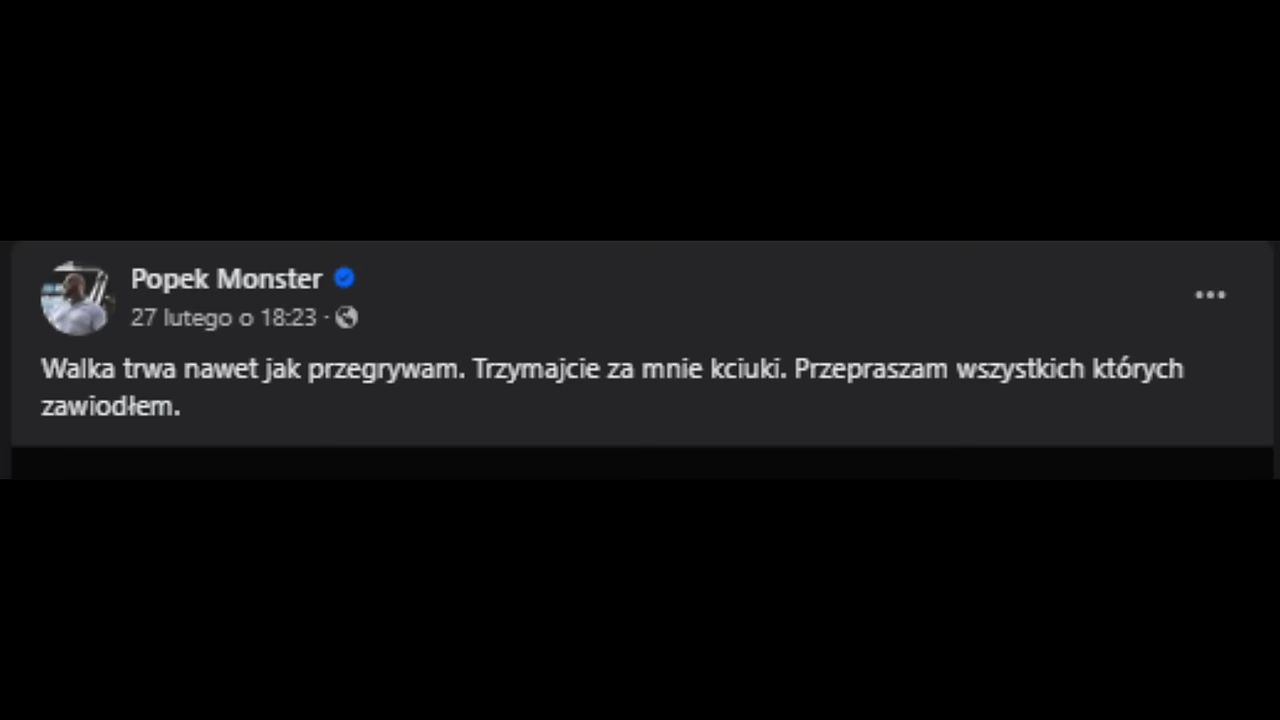 Popek Monster
27 lutego o 18:23 ·
Walka trwa nawet jak przegrywam. Trzymajcie za mnie kciuki. Przepraszam wszystkich których
zawiodłem.